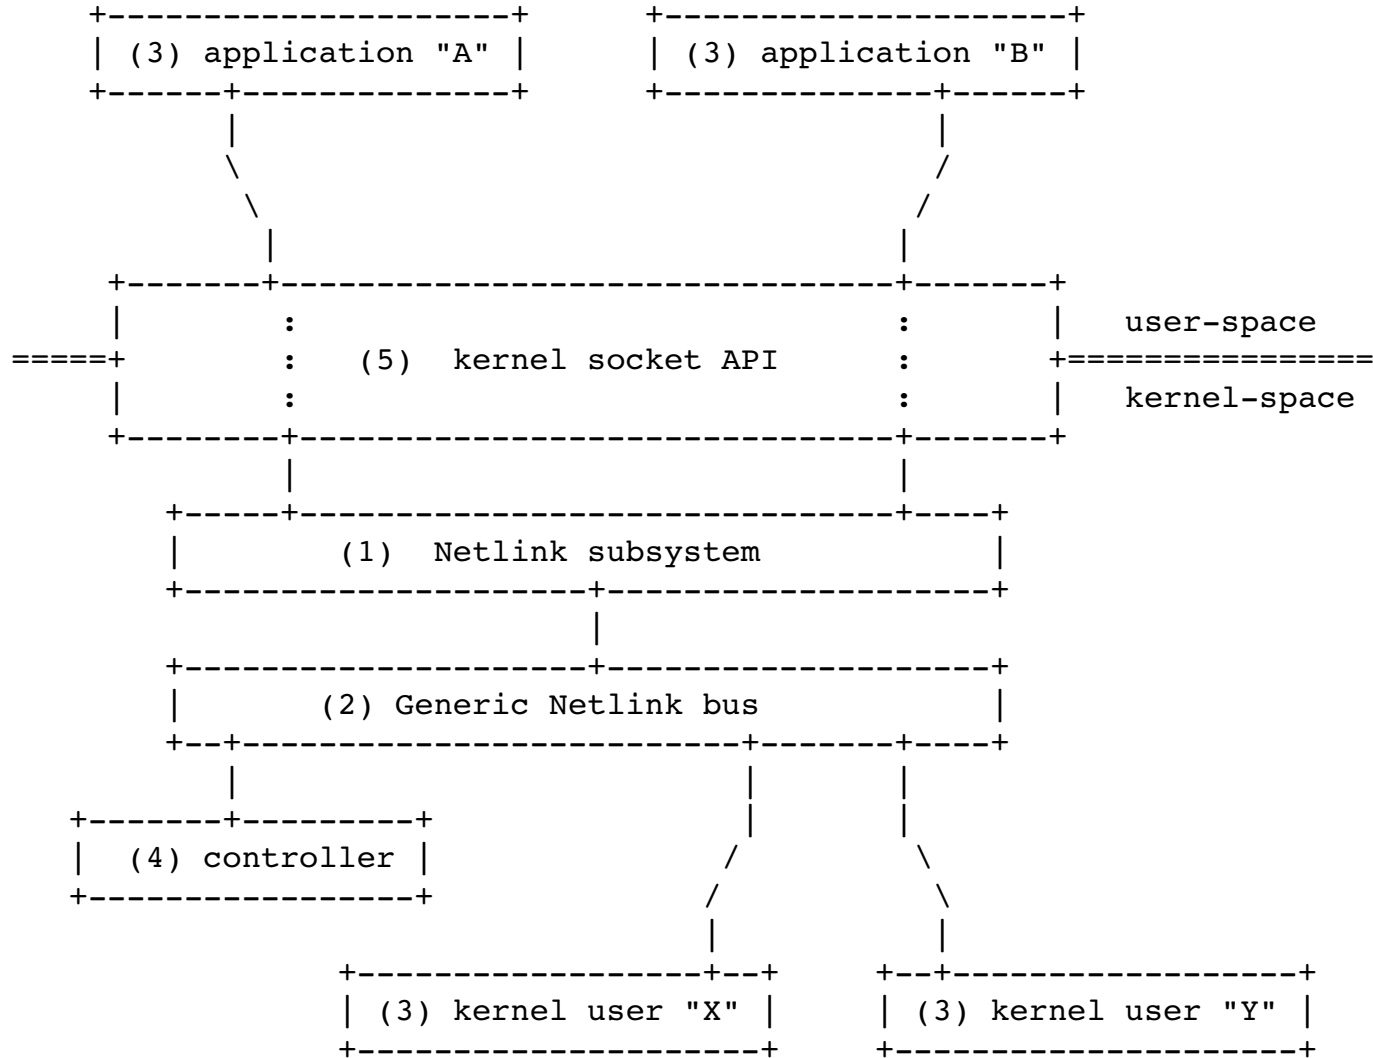 (3) application "A"
(3) application "B"
user-space
(5) kernel socket API
kernel-space
(1) Netlink subsystem
(2) Generic Netlink bus
(4) controller
(3) kernel user "X"
(3) kernel user "Y"